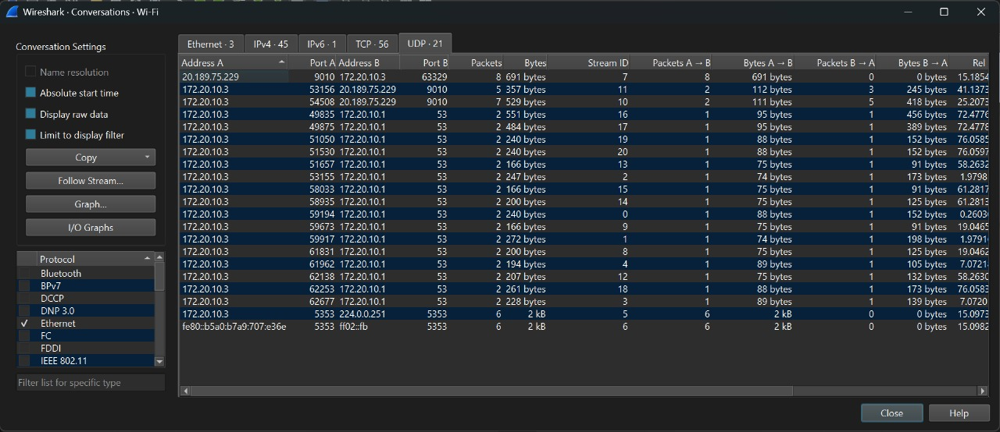 Wireshark · Conversations · Wi-Fi
Conversation Settings
Name resolution
Absolute start time
Display raw data
Limit to display filter
Copy
Follow Stream...
Graph...
I/O Graphs
Protocol
Bluetooth
BPv7
DCCP
DNP 3.0
Ethernet
FC
FDDI
IEEE 802.11
Filter list for specific type
Ethernet · 3 IPv4 · 45 IPv6 · 1 TCP · 56 UDP · 21
Address A Port A Address B Port B Packets Bytes Stream ID Packets A → B Bytes A → B Packets B → A Bytes B → A Rel
20.189.75.229 9010 172.20.10.3 63329 8 691 bytes 7 8 691 bytes 0 0 bytes 15.1854
172.20.10.3 53156 20.189.75.229 9010 5 357 bytes 11 2 112 bytes 3 245 bytes 41.1373
172.20.10.3 54508 20.189.75.229 9010 7 529 bytes 10 2 111 bytes 5 418 bytes 25.2073
172.20.10.3 49835 172.20.10.1 53 2 551 bytes 16 1 95 bytes 1 456 bytes 72.4776
172.20.10.3 49875 172.20.10.1 53 2 484 bytes 17 1 95 bytes 1 389 bytes 72.4778
172.20.10.3 51050 172.20.10.1 53 2 240 bytes 19 1 88 bytes 1 152 bytes 76.0585
172.20.10.3 51530 172.20.10.1 53 2 240 bytes 20 1 88 bytes 1 152 bytes 76.0597
172.20.10.3 51657 172.20.10.1 53 2 166 bytes 13 1 75 bytes 1 91 bytes 58.2632
172.20.10.3 53155 172.20.10.1 53 2 247 bytes 2 1 74 bytes 1 173 bytes 1.9798
172.20.10.3 58033 172.20.10.1 53 2 166 bytes 15 1 75 bytes 1 91 bytes 61.2817
172.20.10.3 58935 172.20.10.1 53 2 200 bytes 14 1 75 bytes 1 125 bytes 61.2813
172.20.10.3 59194 172.20.10.1 53 2 240 bytes 0 1 88 bytes 1 152 bytes 0.2603
172.20.10.3 59673 172.20.10.1 53 2 166 bytes 9 1 75 bytes 1 91 bytes 19.0465
172.20.10.3 59917 172.20.10.1 53 2 272 bytes 1 1 74 bytes 1 198 bytes 1.9791
172.20.10.3 61831 172.20.10.1 53 2 200 bytes 8 1 75 bytes 1 125 bytes 19.0462
172.20.10.3 61962 172.20.10.1 53 2 194 bytes 4 1 89 bytes 1 105 bytes 7.0721
172.20.10.3 62138 172.20.10.1 53 2 207 bytes 12 1 75 bytes 1 132 bytes 58.2630
172.20.10.3 62253 172.20.10.1 53 2 261 bytes 18 1 88 bytes 1 173 bytes 76.0583
172.20.10.3 62677 172.20.10.1 53 2 228 bytes 3 1 89 bytes 1 139 bytes 7.0720
172.20.10.3 5353 224.0.0.251 5353 6 2 kB 5 6 2 kB 0 0 bytes 15.0973
fe80::b5a0:b7a9:707:e36e 5353 ff02::fb 5353 6 2 kB 6 6 2 kB 0 0 bytes 15.0982
Close Help